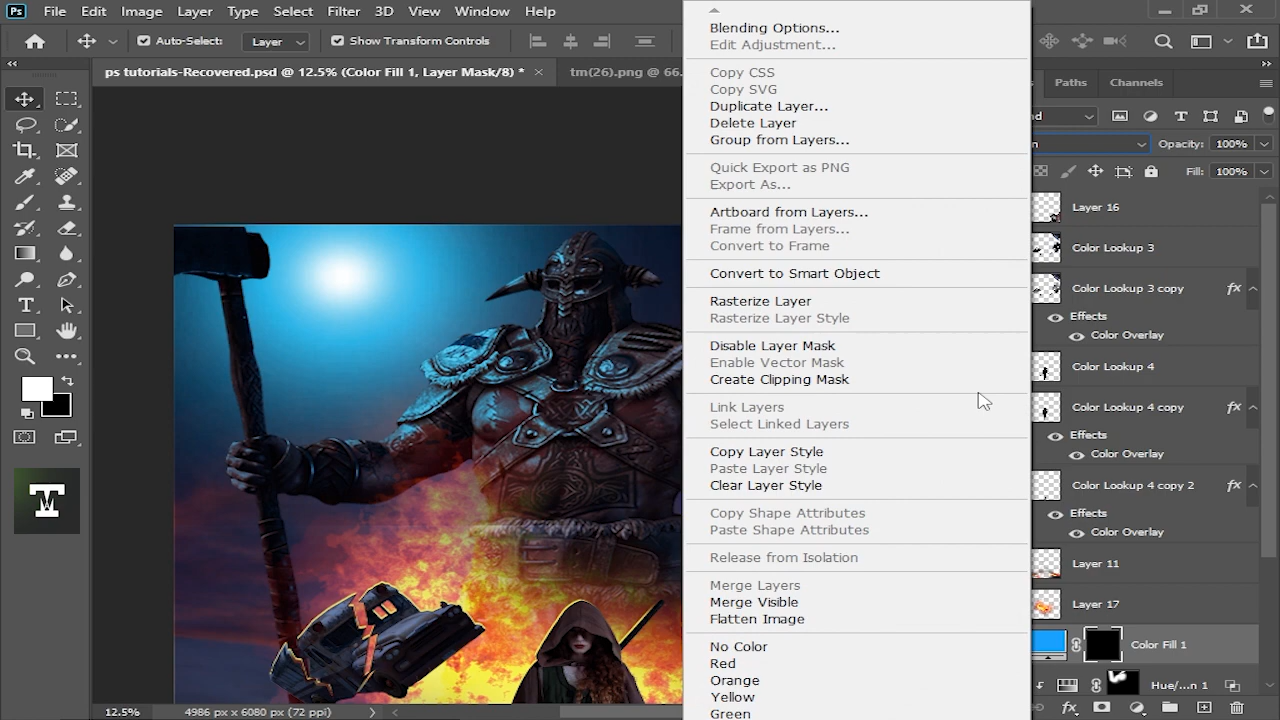 Ps File Edit Image Layer Type Select Filter 3D View Window Help
Auto-Select: Layer Show Transform Controls
ps tutorials-Recovered.psd @ 12.5% (Color Fill 1, Layer Mask/8) *
tm(26).png @ 66.
Blending Options...
Edit Adjustment...
Copy CSS
Copy SVG
Duplicate Layer...
Delete Layer
Group from Layers...
Quick Export as PNG
Export As...
Artboard from Layers...
Frame from Layers...
Convert to Frame
Convert to Smart Object
Rasterize Layer
Rasterize Layer Style
Disable Layer Mask
Enable Vector Mask
Create Clipping Mask
Link Layers
Select Linked Layers
Copy Layer Style
Paste Layer Style
Clear Layer Style
Copy Shape Attributes
Paste Shape Attributes
Release from Isolation
Merge Layers
Merge Visible
Flatten Image
No Color
Red
Orange
Yellow
Green
Paths Channels
Opacity: 100%
Fill: 100%
Layer 16
Color Lookup 3
Color Lookup 3 copy fx
Effects
Color Overlay
Color Lookup 4
Color Lookup 4 copy fx
Effects
Color Overlay
Color Lookup 4 copy 2 fx
Effects
Color Overlay
Layer 11
Layer 17
Color Fill 1
Hue/...n 1
fx
12.5% 4986 px x 6080 px (72 ppi)